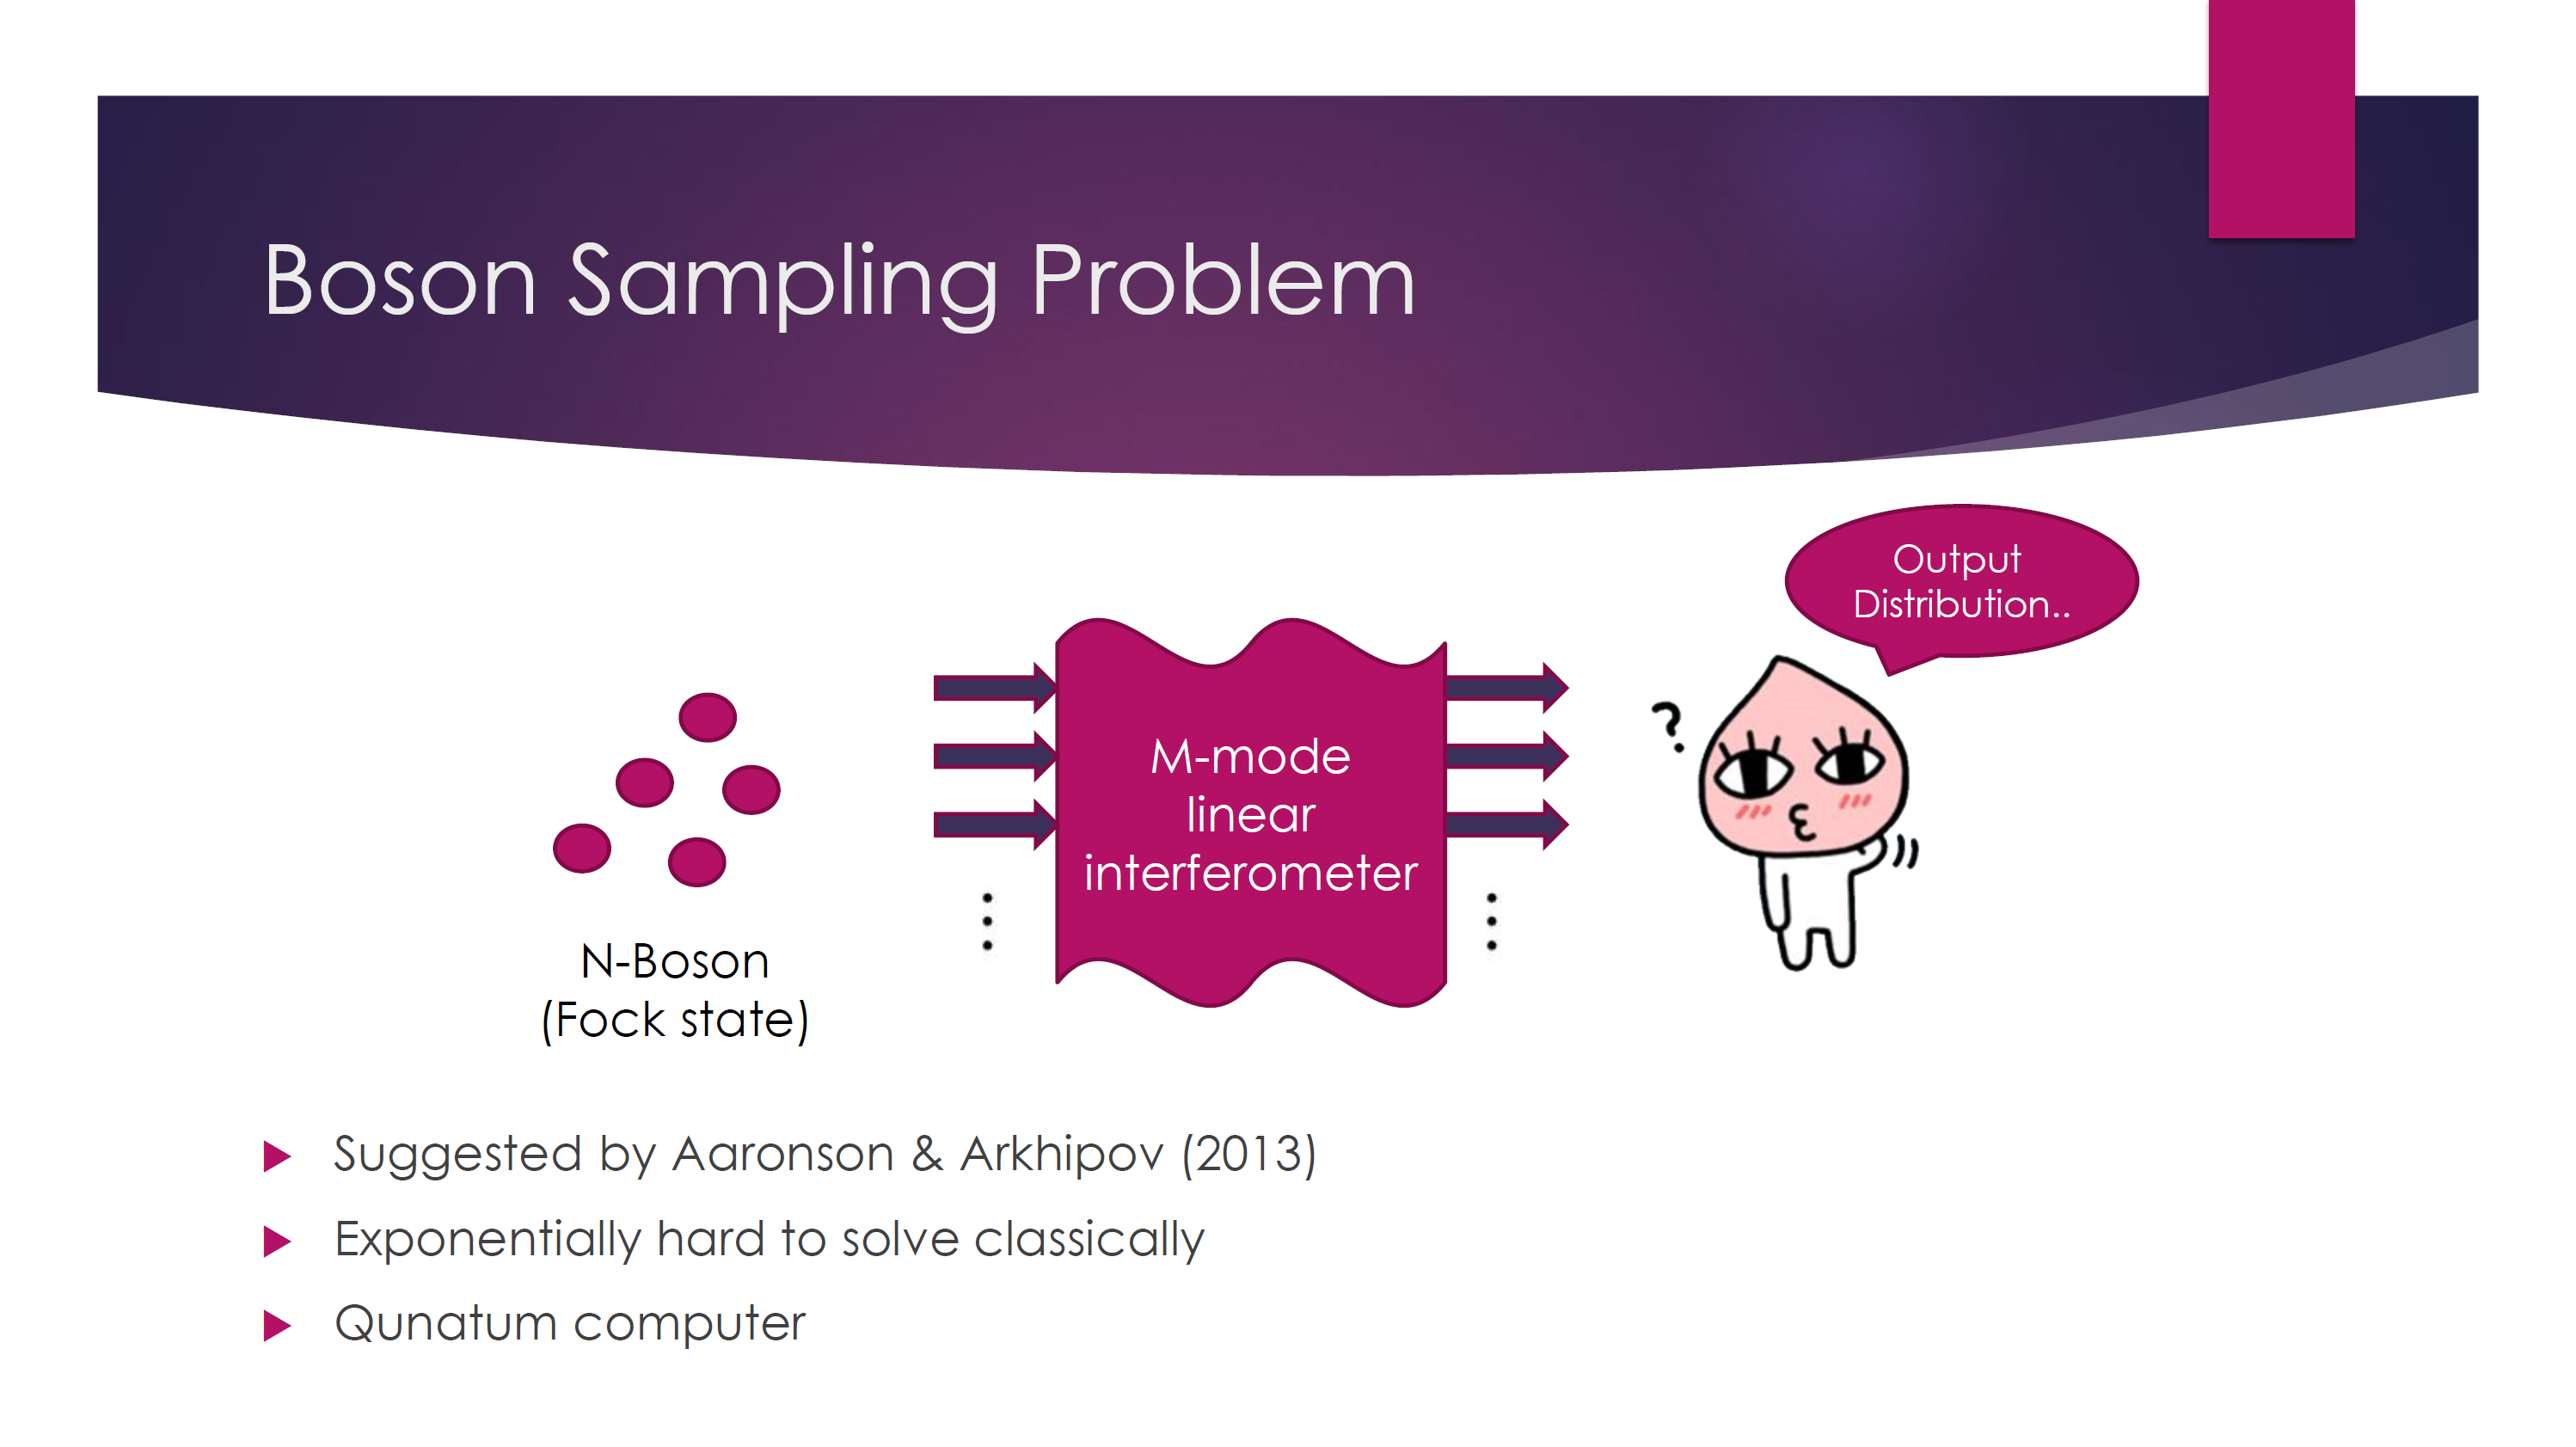 Boson Sampling Problem
Output
Distribution..
?
M-mode
linear
interferometer
N-Boson
(Fock state)
Suggested by Aaronson & Arkhipov (2013)
Exponentially hard to solve classically
Qunatum computer